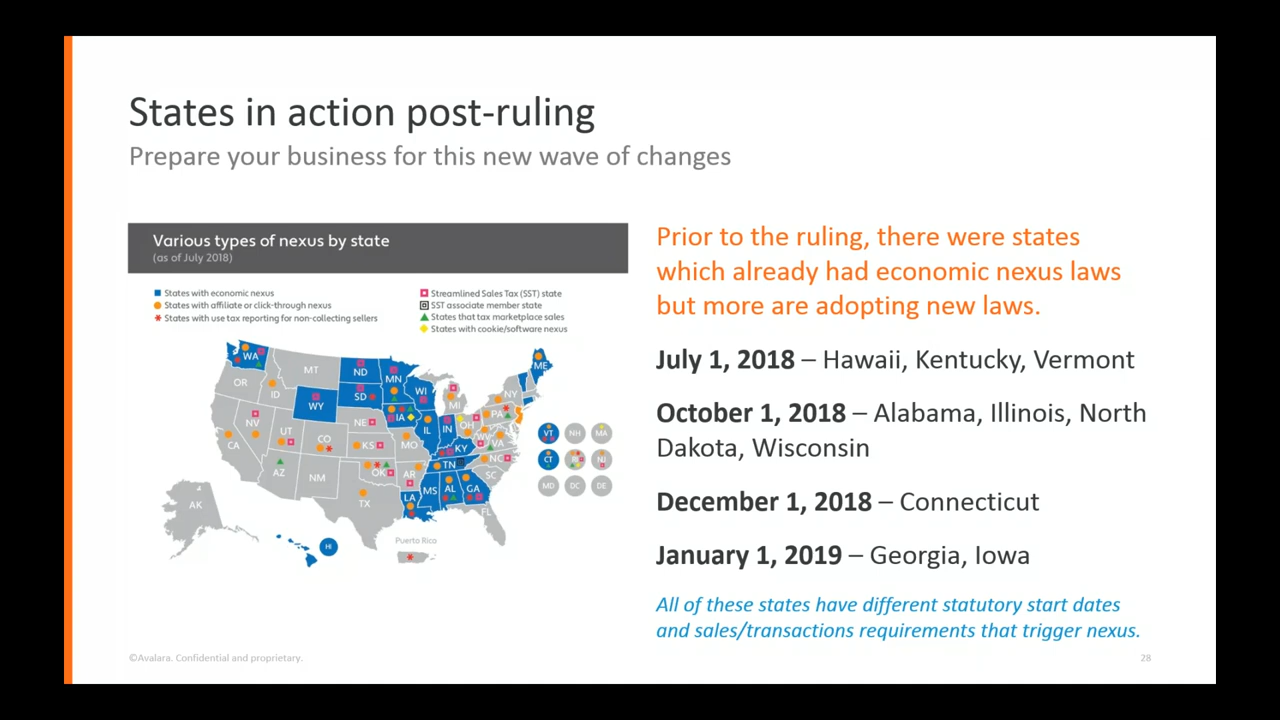 States in action post-ruling
Prepare your business for this new wave of changes
Various types of nexus by state
(as of July 2018)
States with economic nexus
States with affiliate or click-through nexus
States with use tax reporting for non-collecting sellers
Streamlined Sales Tax (SST) state
SST associate member state
States that tax marketplace sales
States with cookie/software nexus
WA
MT
ND
MN
ME
OR
ID
SD
WI
WY
MI
NY
NE
IA
PA
NV
IL
IN
OH
UT
CO
CA
KS
MO
KY
WV
VA
VT
NH
MA
TN
NC
CT
NJ
AZ
NM
OK
AR
SC
MS
AL
GA
MD
DC
DE
LA
TX
AK
FL
HI
Puerto Rico
Prior to the ruling, there were states
which already had economic nexus laws
but more are adopting new laws.
July 1, 2018 – Hawaii, Kentucky, Vermont
October 1, 2018 – Alabama, Illinois, North
Dakota, Wisconsin
December 1, 2018 – Connecticut
January 1, 2019 – Georgia, Iowa
All of these states have different statutory start dates
and sales/transactions requirements that trigger nexus.
©Avalara. Confidential and proprietary.
28